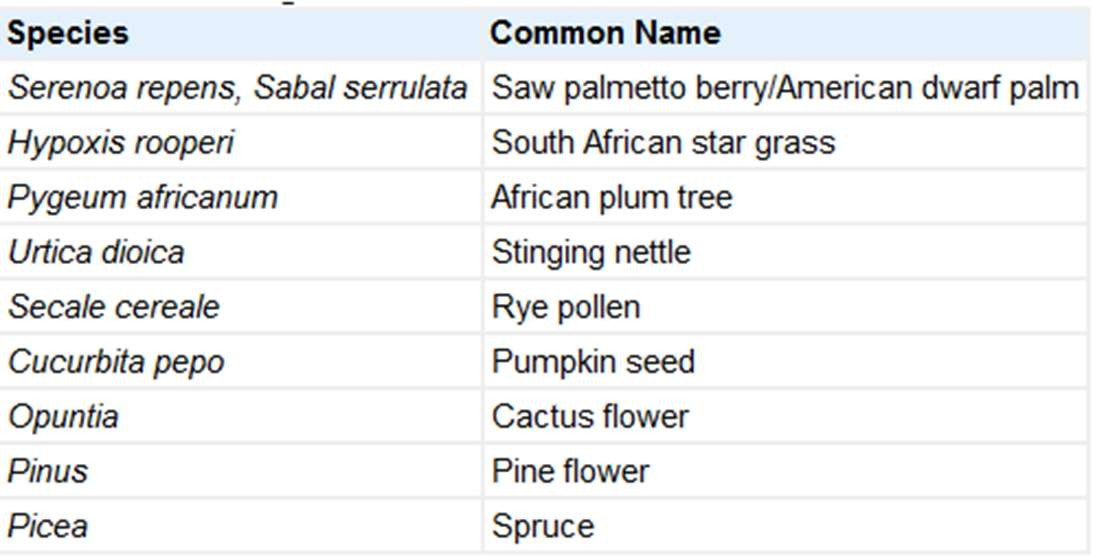 Species Common Name
Serenoa repens, Sabal serrulata Saw palmetto berry/American dwarf palm
Hypoxis rooperi South African star grass
Pygeum africanum African plum tree
Urtica dioica Stinging nettle
Secale cereale Rye pollen
Cucurbita pepo Pumpkin seed
Opuntia Cactus flower
Pinus Pine flower
Picea Spruce